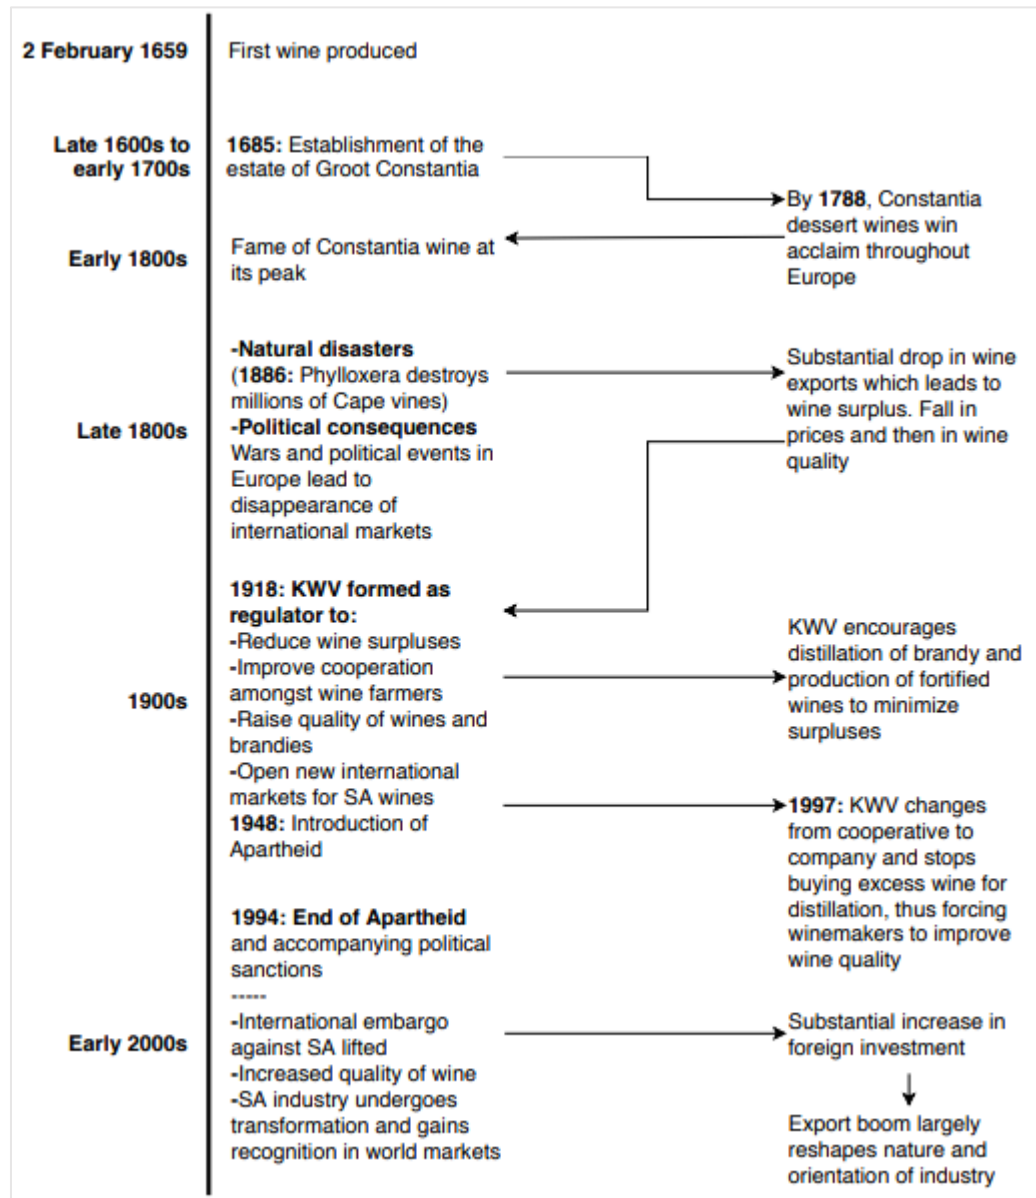 2 February 1659
First wine produced
Late 1600s to
early 1700s
1685: Establishment of the
estate of Groot Constantia
By 1788, Constantia
dessert wines win
acclaim throughout
Europe
Early 1800s
Fame of Constantia wine at
its peak
Late 1800s
-Natural disasters
(1886: Phylloxera destroys
millions of Cape vines)
-Political consequences
Wars and political events in
Europe lead to
disappearance of
international markets
Substantial drop in wine
exports which leads to
wine surplus. Fall in
prices and then in wine
quality
1900s
1918: KWV formed as
regulator to:
-Reduce wine surpluses
-Improve cooperation
amongst wine farmers
-Raise quality of wines and
brandies
-Open new international
markets for SA wines
1948: Introduction of
Apartheid
KWV encourages
distillation of brandy and
production of fortified
wines to minimize
surpluses
1997: KWV changes
from cooperative to
company and stops
buying excess wine for
distillation, thus forcing
winemakers to improve
wine quality
1994: End of Apartheid
and accompanying political
sanctions
-----
Early 2000s
-International embargo
against SA lifted
-Increased quality of wine
-SA industry undergoes
transformation and gains
recognition in world markets
Substantial increase in
foreign investment
Export boom largely
reshapes nature and
orientation of industry